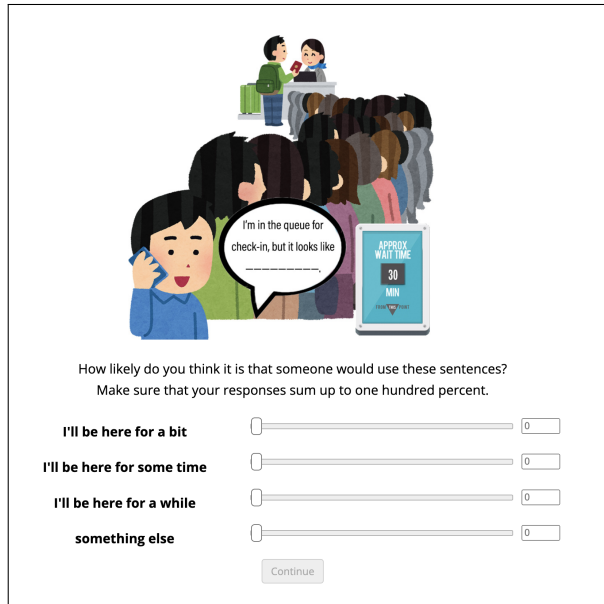 I'm in the queue for
check-in, but it looks like
_________.
APPROX
WAIT TIME
30
MIN
How likely do you think it is that someone would use these sentences?
Make sure that your responses sum up to one hundred percent.
I'll be here for a bit
0
I'll be here for some time
0
I'll be here for a while
0
something else
0
Continue